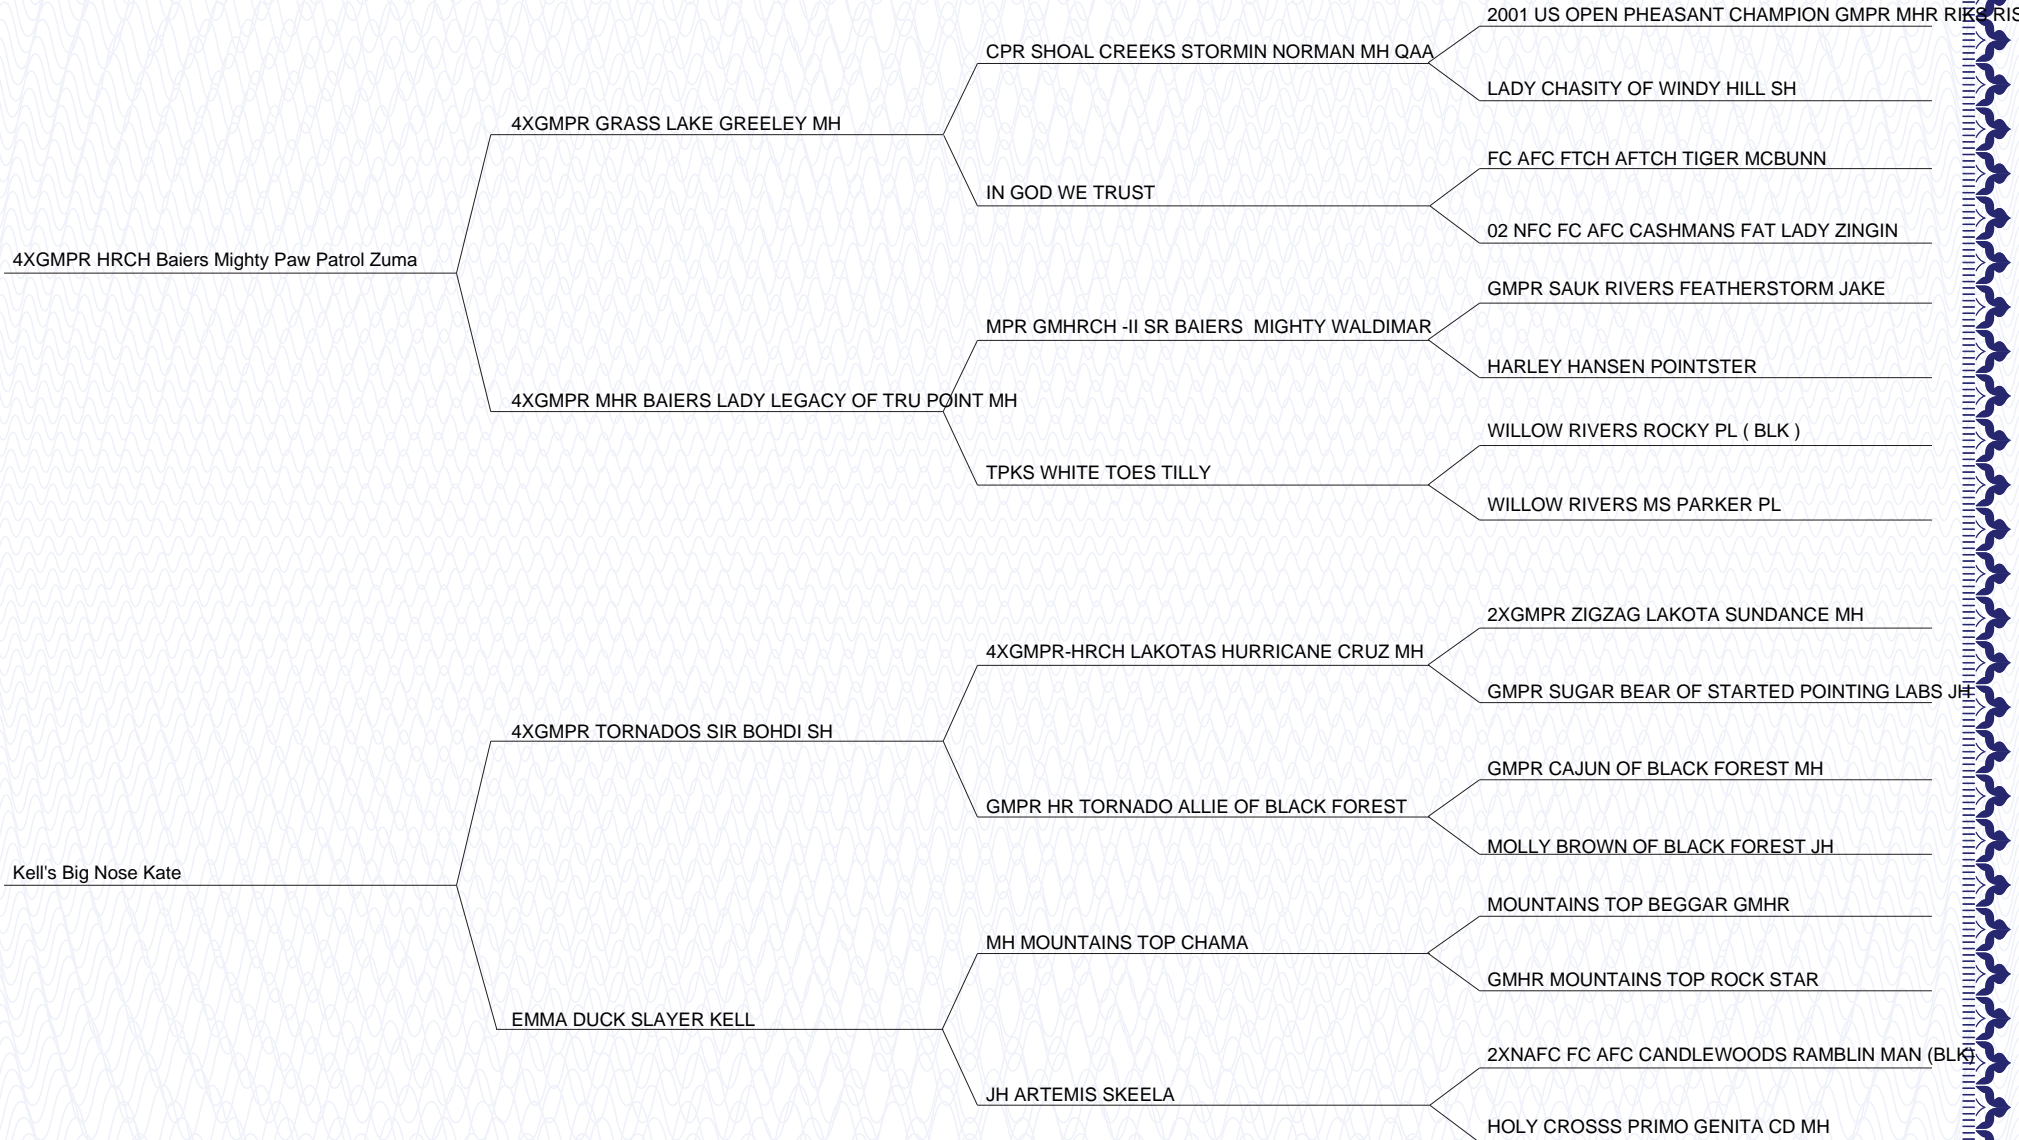 2001 US OPEN PHEASANT CHAMPION GMPR MHR RIKS RIS
CPR SHOAL CREEKS STORMIN NORMAN MH QAA
LADY CHASITY OF WINDY HILL SH
4XGMPR GRASS LAKE GREELEY MH
FC AFC FTCH AFTCH TIGER MCBUNN
IN GOD WE TRUST
02 NFC FC AFC CASHMANS FAT LADY ZINGIN
4XGMPR HRCH Baiers Mighty Paw Patrol Zuma
GMPR SAUK RIVERS FEATHERSTORM JAKE
MPR GMHRCH -II SR BAIERS  MIGHTY WALDIMAR
HARLEY HANSEN POINTSTER
4XGMPR MHR BAIERS LADY LEGACY OF TRU POINT MH
WILLOW RIVERS ROCKY PL ( BLK )
TPKS WHITE TOES TILLY
WILLOW RIVERS MS PARKER PL
2XGMPR ZIGZAG LAKOTA SUNDANCE MH
4XGMPR-HRCH LAKOTAS HURRICANE CRUZ MH
GMPR SUGAR BEAR OF STARTED POINTING LABS JH
4XGMPR TORNADOS SIR BOHDI SH
GMPR CAJUN OF BLACK FOREST MH
GMPR HR TORNADO ALLIE OF BLACK FOREST
MOLLY BROWN OF BLACK FOREST JH
Kell's Big Nose Kate
MOUNTAINS TOP BEGGAR GMHR
MH MOUNTAINS TOP CHAMA
GMHR MOUNTAINS TOP ROCK STAR
EMMA DUCK SLAYER KELL
2XNAFC FC AFC CANDLEWOODS RAMBLIN MAN (BLK)
JH ARTEMIS SKEELA
HOLY CROSSS PRIMO GENITA CD MH